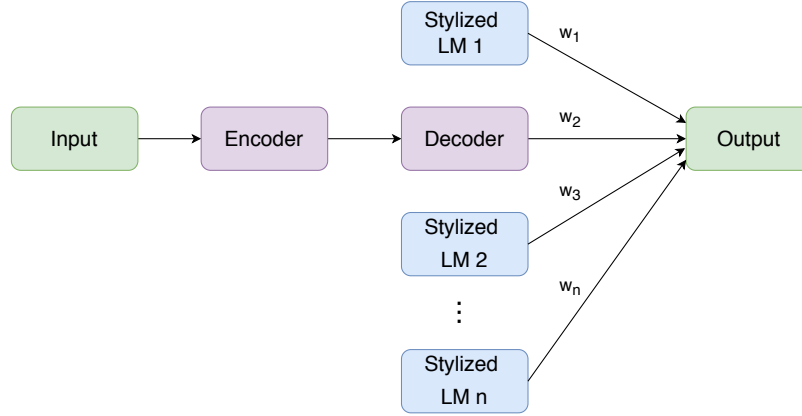 Stylized
LM 1
w1
Input
Encoder
Decoder
w2
Output
w3
Stylized
LM 2
wn
⋮
Stylized
LM n